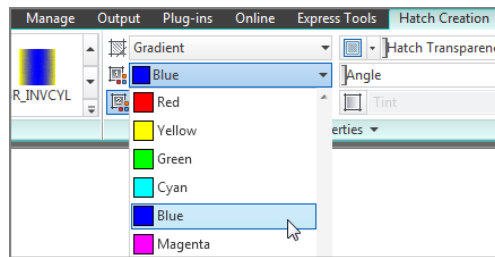 Manage Output Plug-ins Online Express Tools Hatch Creation
Gradient Hatch Transparen
Blue Angle
R_INVCYL Red Tint
Yellow erties
Green
Cyan
Blue
Magenta